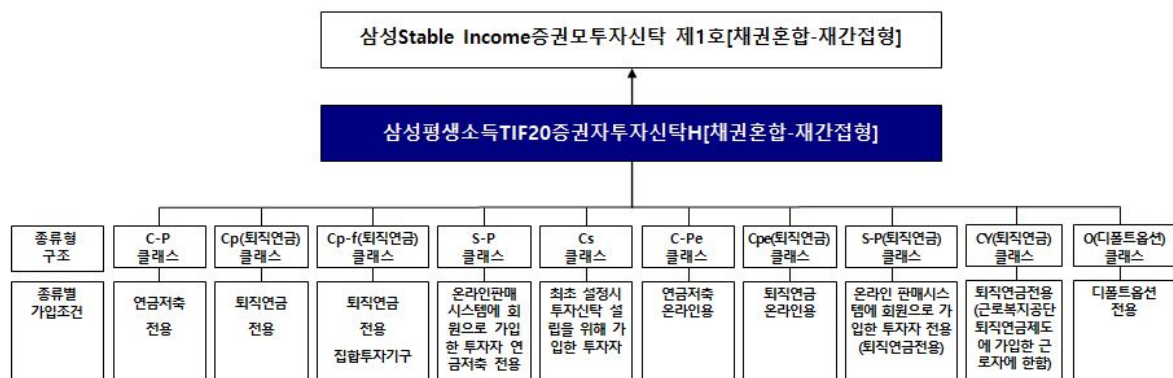 삼성Stable Income증권모투자신탁 제1호[채권혼합-재간접형]
삼성평생소득TIF20증권자투자신탁H[채권혼합-재간접형]
종류형
구조
C-P
클래스
Cp(퇴직연금)
클래스
Cp-f(퇴직연금)
클래스
S-P
클래스
Cs
클래스
C-Pe
클래스
Cpe(퇴직연금)
클래스
S-P(퇴직연금)
클래스
CY(퇴직연금)
클래스
O(디폴트옵션)
클래스
종류별
가입조건
연금저축
전용
퇴직연금
전용
퇴직연금
전용
집합투자기구
온라인판매
시스템에 회
원으로 가입
한 투자자 연
금저축 전용
최초 설정시
투자신탁 설
립을 위해 가
입한 투자자
연금저축
온라인용
퇴직연금
온라인용
온라인 판매시스
템에 회원으로 가
입한 투자자 전용
(퇴직연금전용)
퇴직연금전용
(근로복지공단
퇴직연금제도
에 가입한 근
로자에 한함)
디폴트옵션
전용